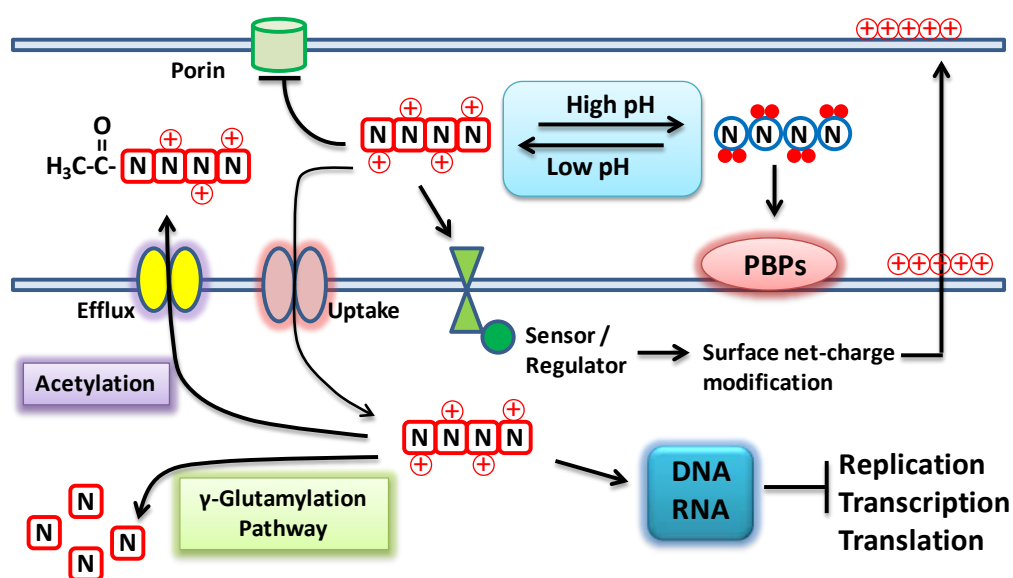 Porin
⊕⊕⊕⊕⊕
O
H₃C-C-
N N N N
+ + +
N N N N
+ + + +
High pH
Low pH
N N N N
Efflux
Uptake
PBPs
⊕⊕⊕⊕⊕
Sensor /
Regulator
Surface net-charge
modification
Acetylation
N N N N
+ + + +
γ-Glutamylation
Pathway
N
N
N
N
DNA
RNA
Replication
Transcription
Translation